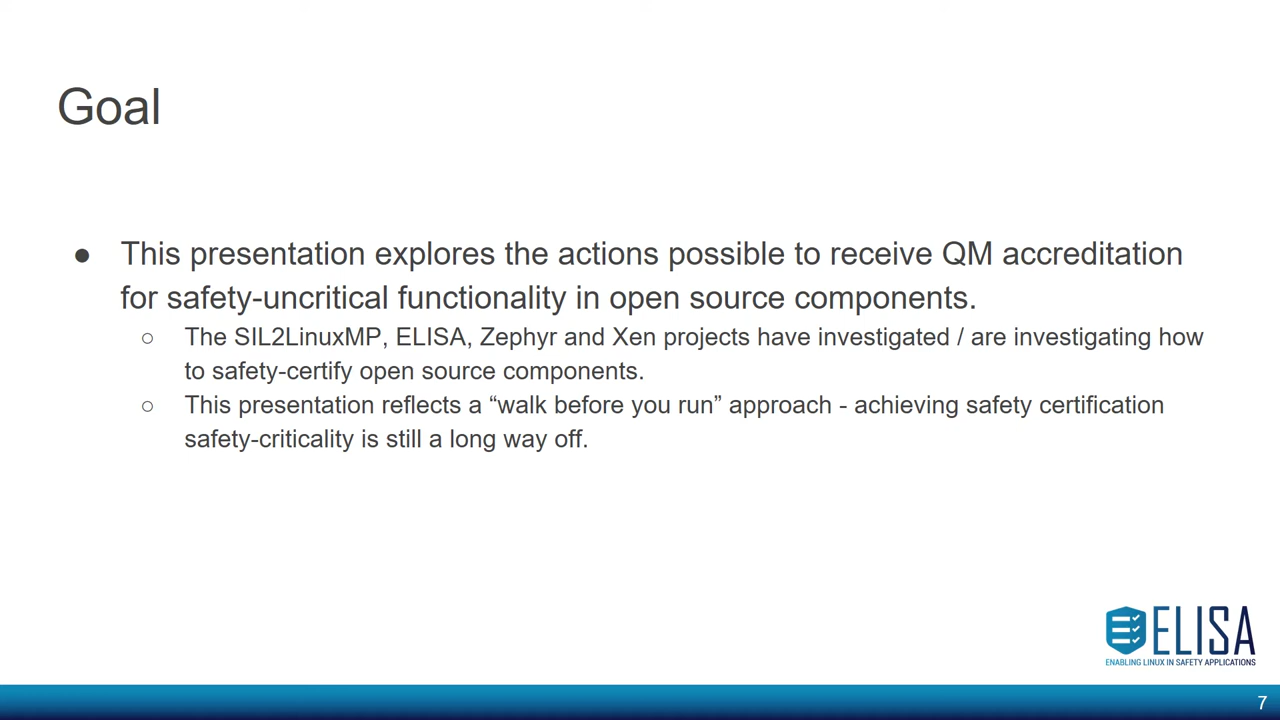 Goal
● This presentation explores the actions possible to receive QM accreditation
for safety-uncritical functionality in open source components.
○ The SIL2LinuxMP, ELISA, Zephyr and Xen projects have investigated / are investigating how
to safety-certify open source components.
○ This presentation reflects a “walk before you run” approach - achieving safety certification
safety-criticality is still a long way off.
ELISA
ENABLING LINUX IN SAFETY APPLICATIONS
7